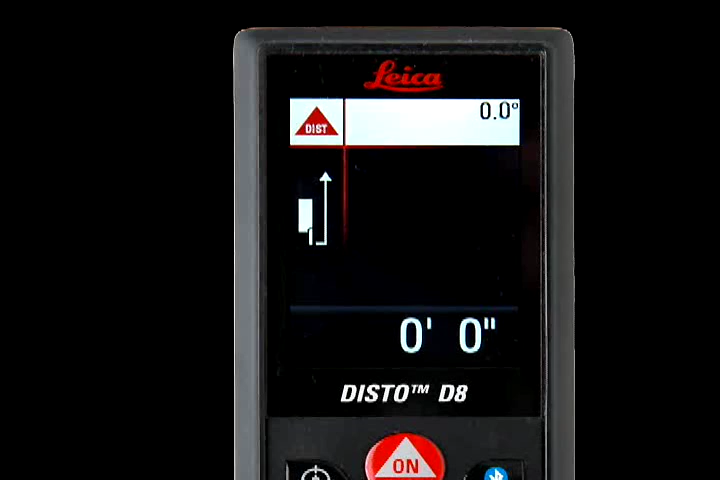 Leica
DIST
0.0°
0' 0"
DISTO™ D8
ON